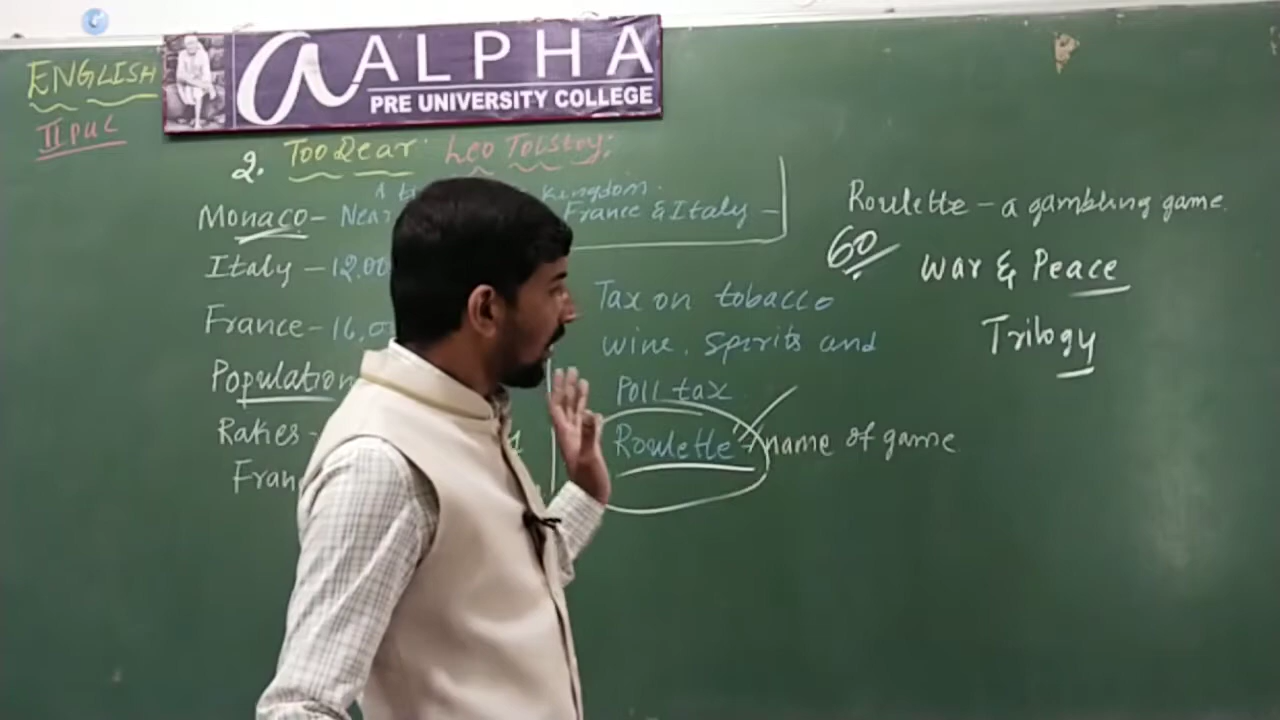 ALPHA
PRE UNIVERSITY COLLEGE
ENGLISH
II PUC
2. Too Dear. Leo Tolstoy:
kingdom.
Monaco - Near France & Italy -
Italy - 12,00
France - 16,0
Population
Rates -
Fran
Tax on tobacco
wine, spirits and
Poll tax
Roulette - name of game
Roulette - a gambling game.
60
War & Peace
Trilogy